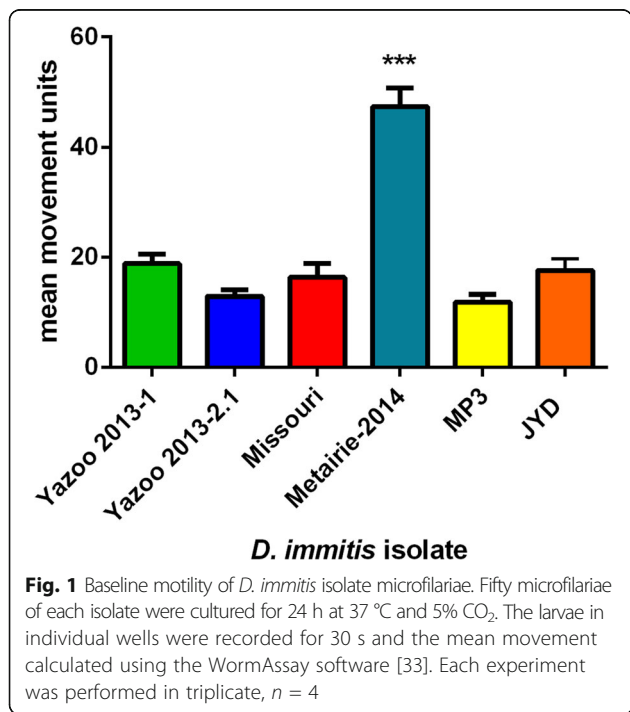 60
***
40
20
0
mean movement units
Yazoo 2013-1
Yazoo 2013-2.1
Missouri
Metairie-2014
MP3
JYD
D. immitis isolate
Fig. 1 Baseline motility of D. immitis isolate microfilariae. Fifty microfilariae
of each isolate were cultured for 24 h at 37 °C and 5% CO₂. The larvae in
individual wells were recorded for 30 s and the mean movement
calculated using the WormAssay software [33]. Each experiment
was performed in triplicate, n = 4